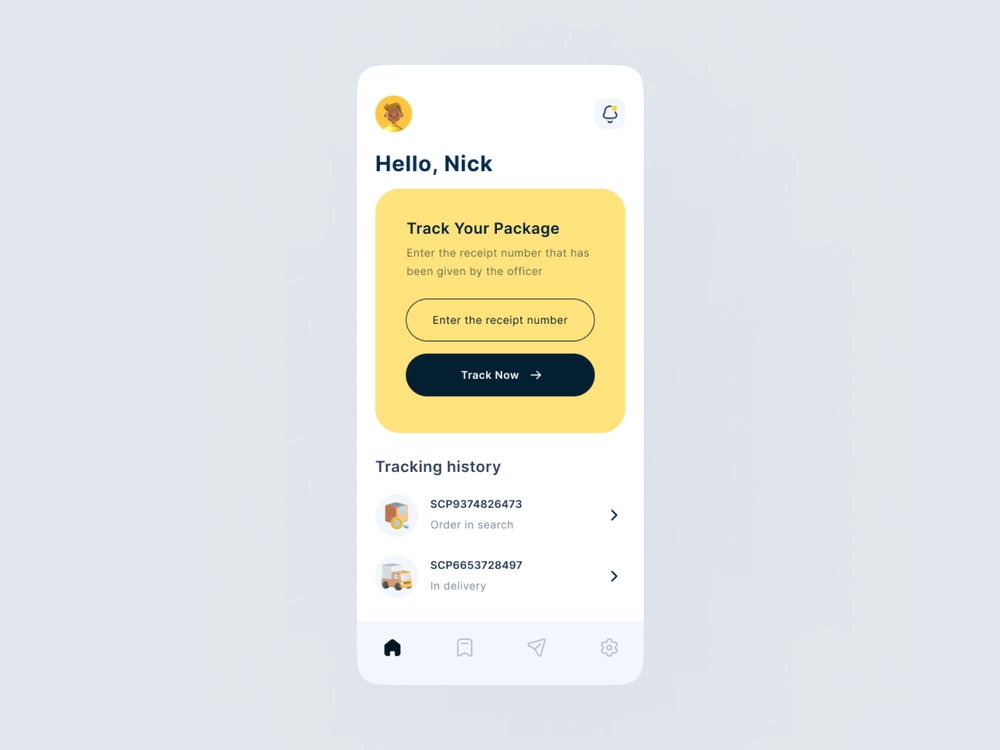 Hello, Nick
Track Your Package
Enter the receipt number that has
been given by the officer
Enter the receipt number
Track Now
Tracking history
SCP9374826473
Order in search
SCP6653728497
In delivery